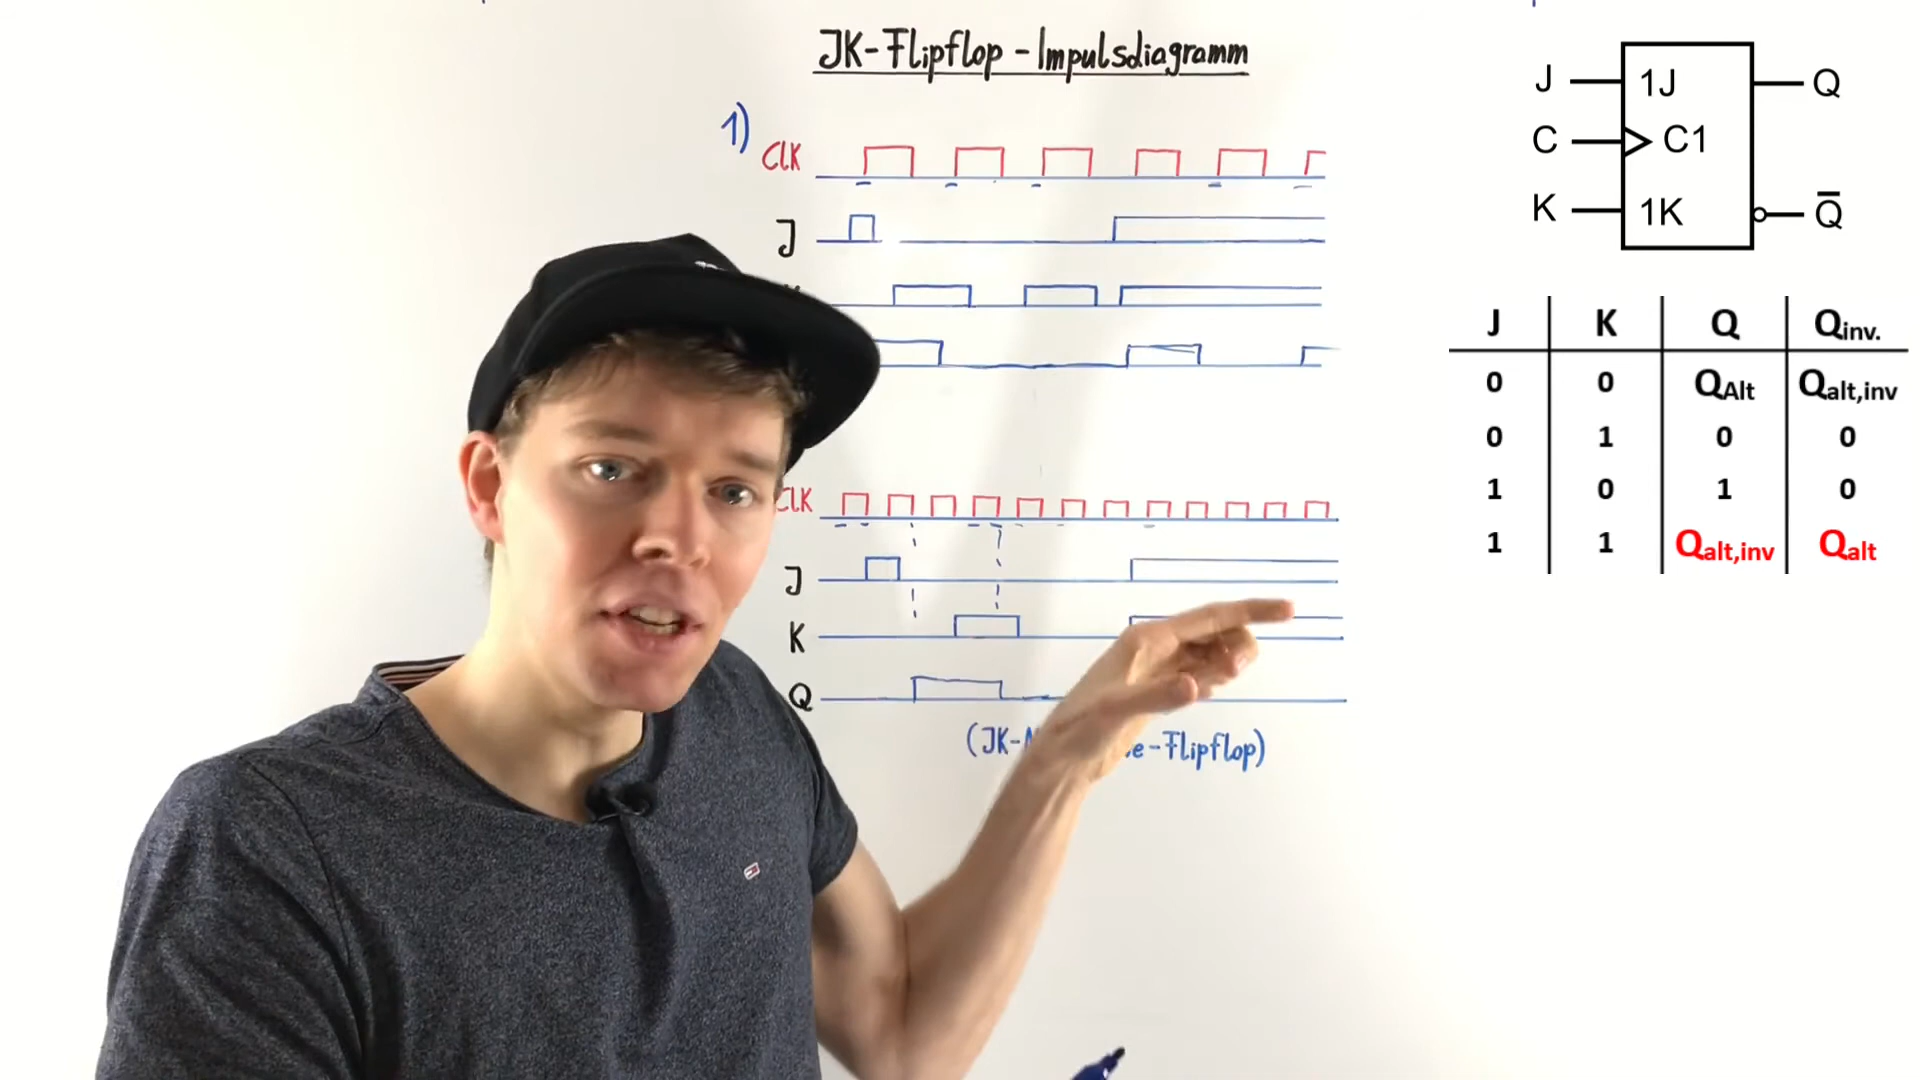 JK-Flipflop - Impulsdiagramm
1)
CLK
J
CLK
J
K
Q
(JK-
e-Flipflop)
J 1J Q
C C1
K 1K Q̅
J K Q Qinv.
0 0 QAlt Qalt,inv
0 1 0 0
1 0 1 0
1 1 Qalt,inv Qalt